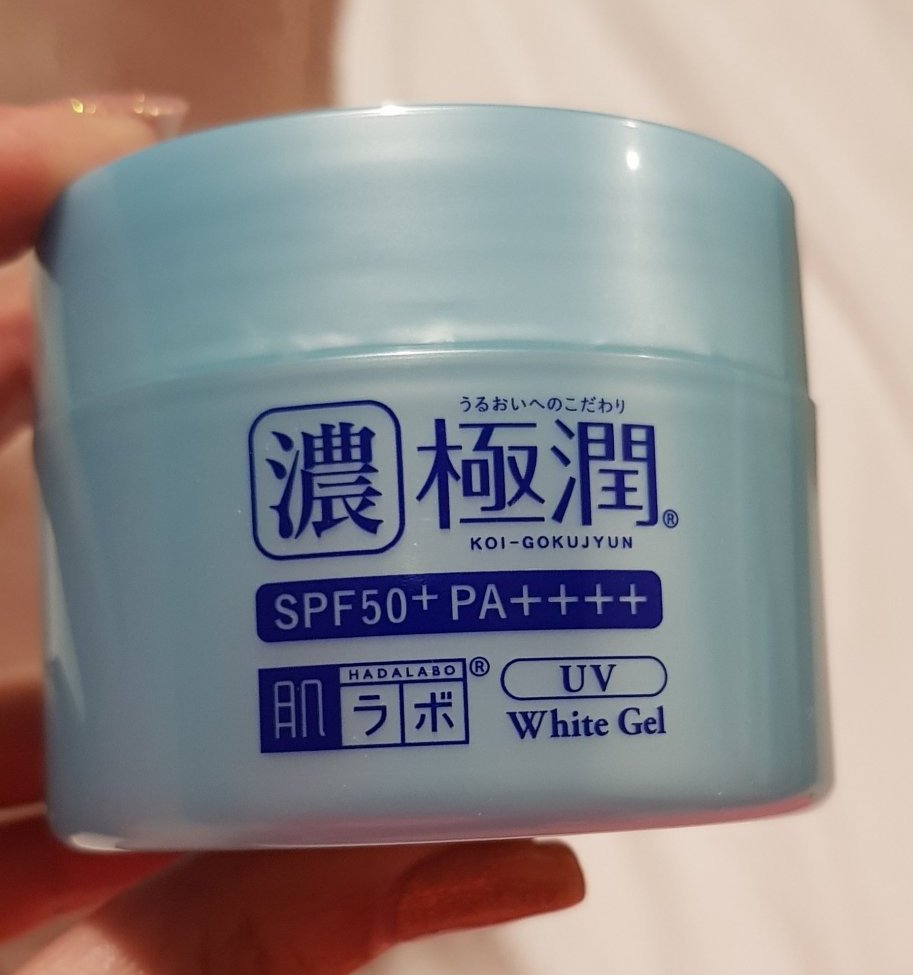 うるおいへのこだわり
濃 極潤®
KOI-GOKUJYUN
SPF50+ PA++++
HADALABO®
肌ラボ
UV
White Gel